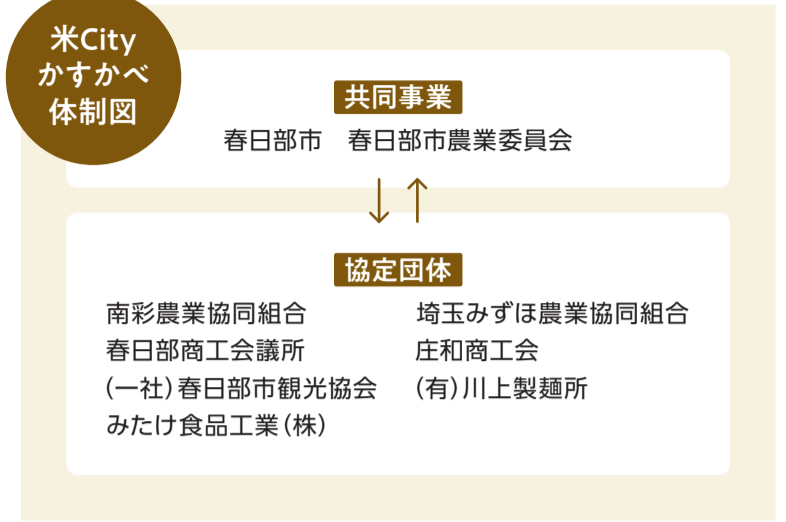 米City
かすかべ
体制図
共同事業
春日部市　春日部市農業委員会
協定団体
南彩農業協同組合　埼玉みずほ農業協同組合
春日部商工会議所　庄和商工会
(一社)春日部市観光協会　(有)川上製麺所
みたけ食品工業(株)